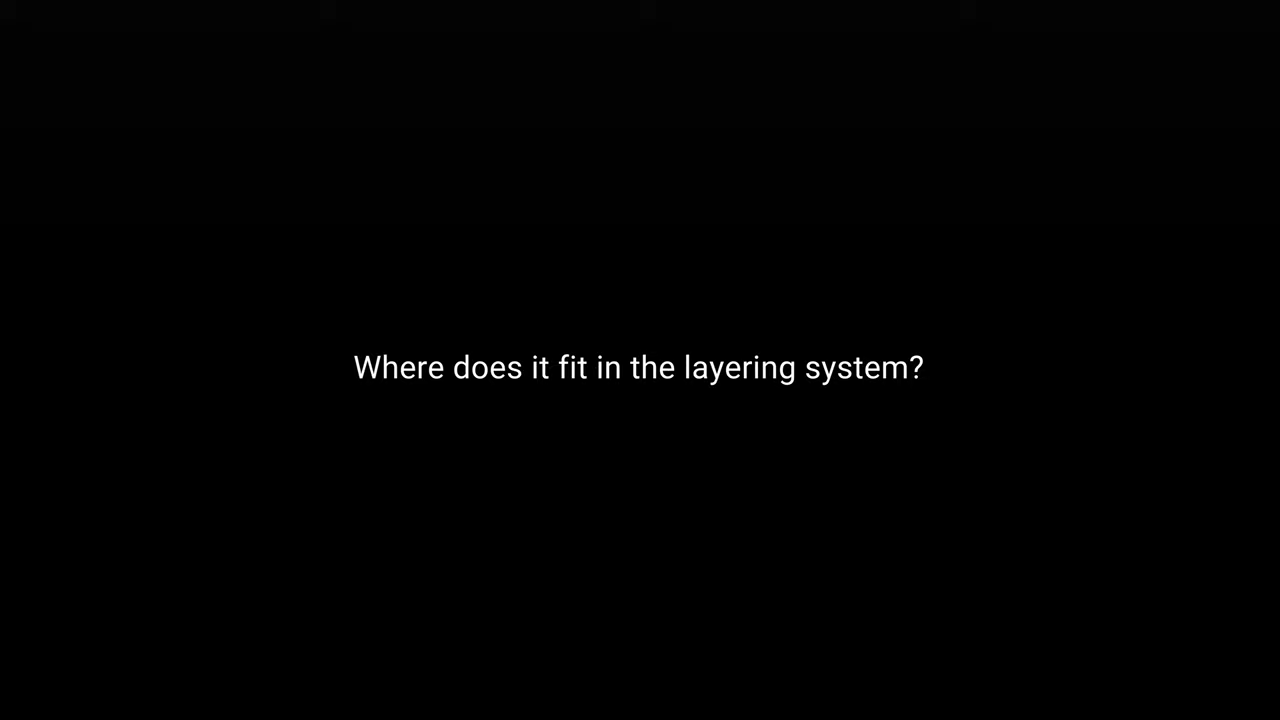 Where does it fit in the layering system?